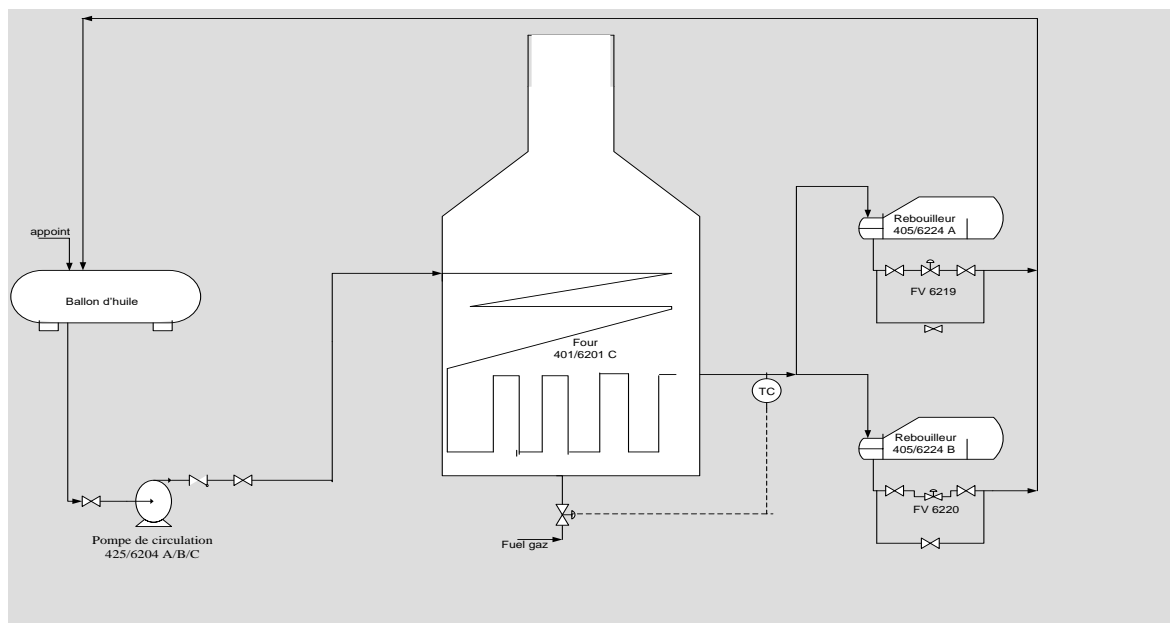 appoint
Ballon d'huile
Pompe de circulation
425/6204 A/B/C
Four
401/6201 C
Fuel gaz
TC
Rebouilleur
405/6224 A
FV 6219
Rebouilleur
405/6224 B
FV 6220